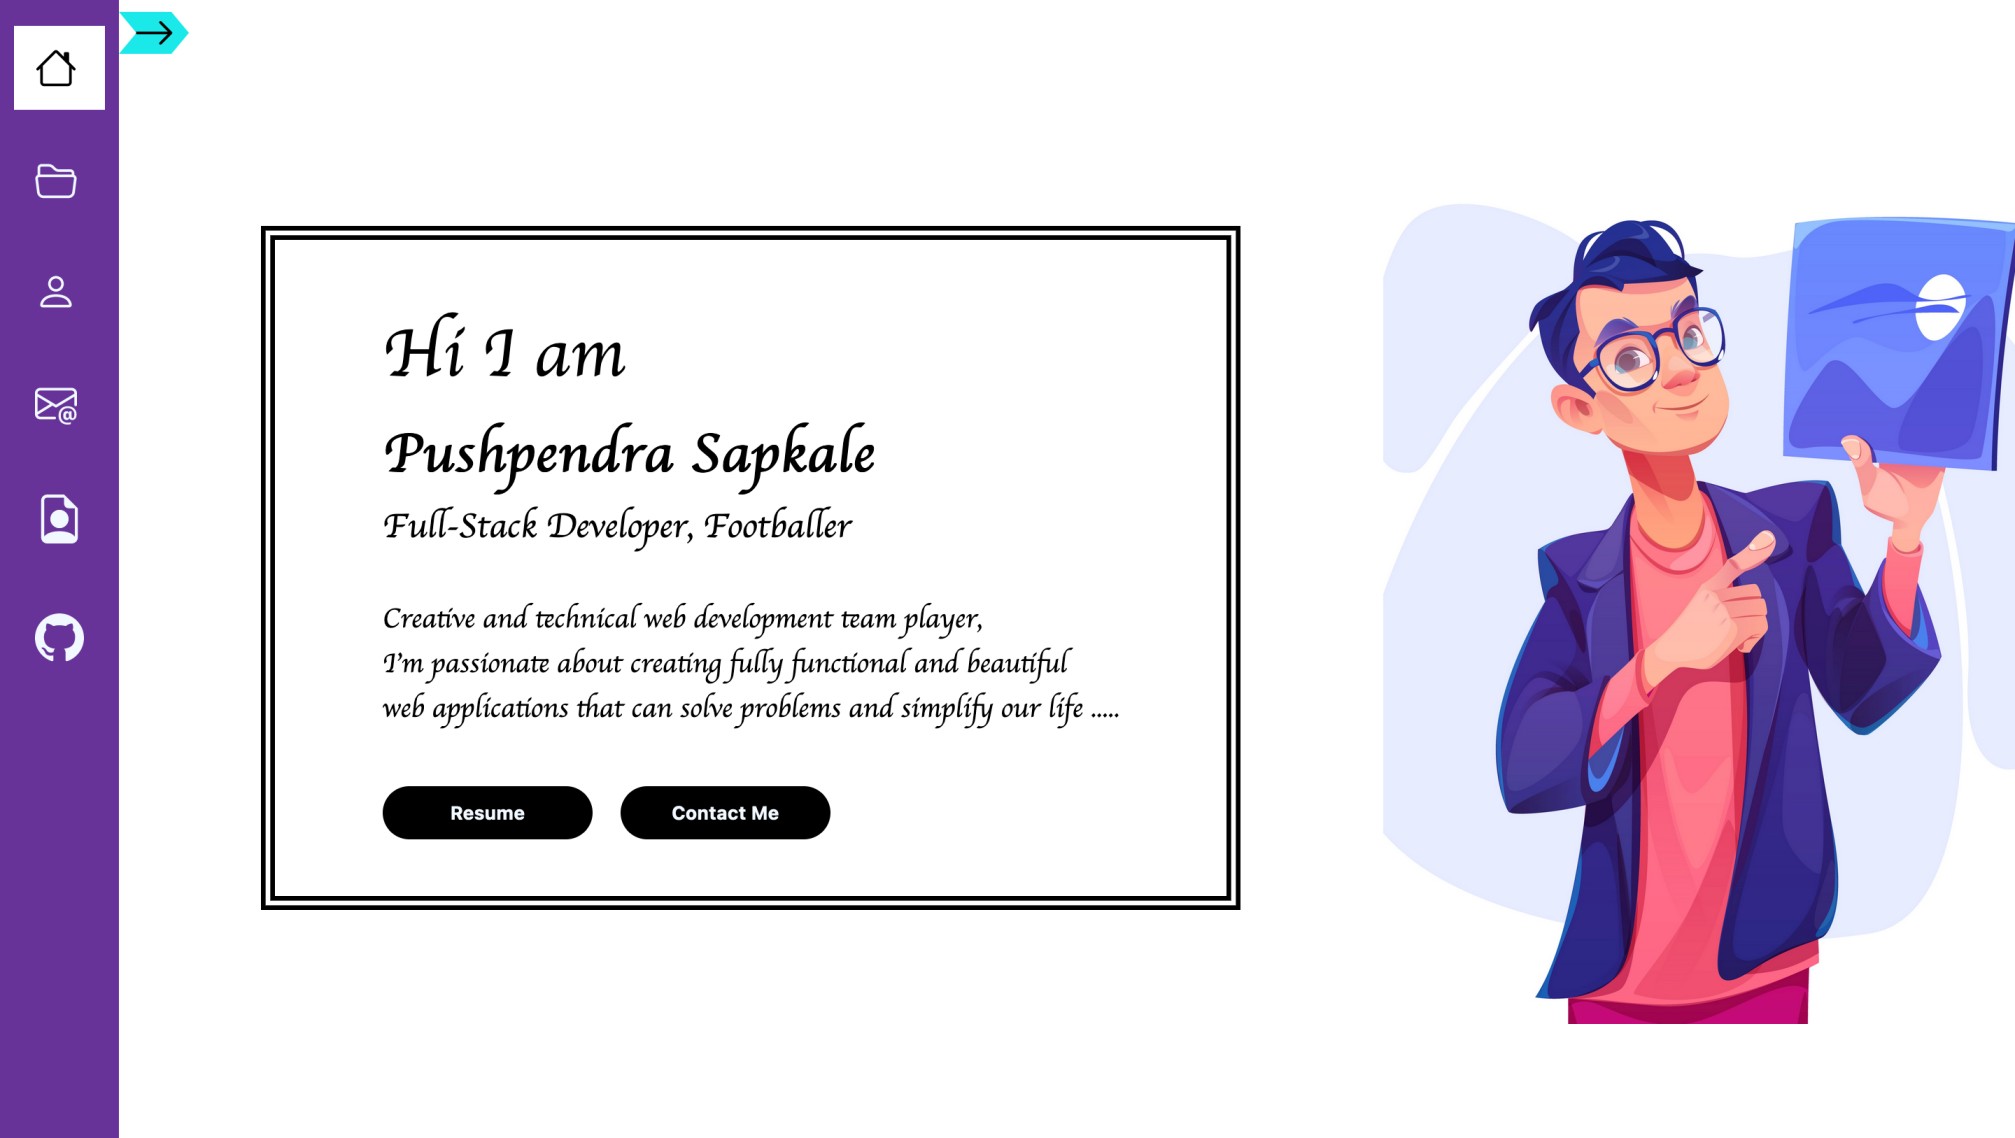 Hi I am
Pushpendra Sapkale
Full-Stack Developer, Footballer
Creative and technical web development team player,
I'm passionate about creating fully functional and beautiful
web applications that can solve problems and simplify our life .....
Resume
Contact Me